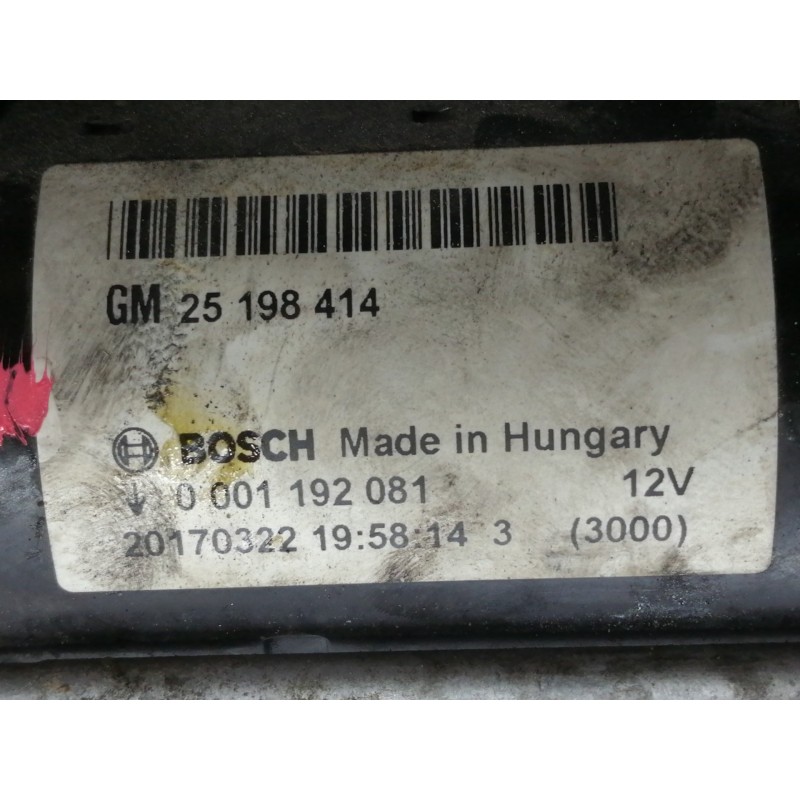 GM 25 198 414
BOSCH Made in Hungary
0 001 192 081 12V
20170322 19:58:14 3 (3000)